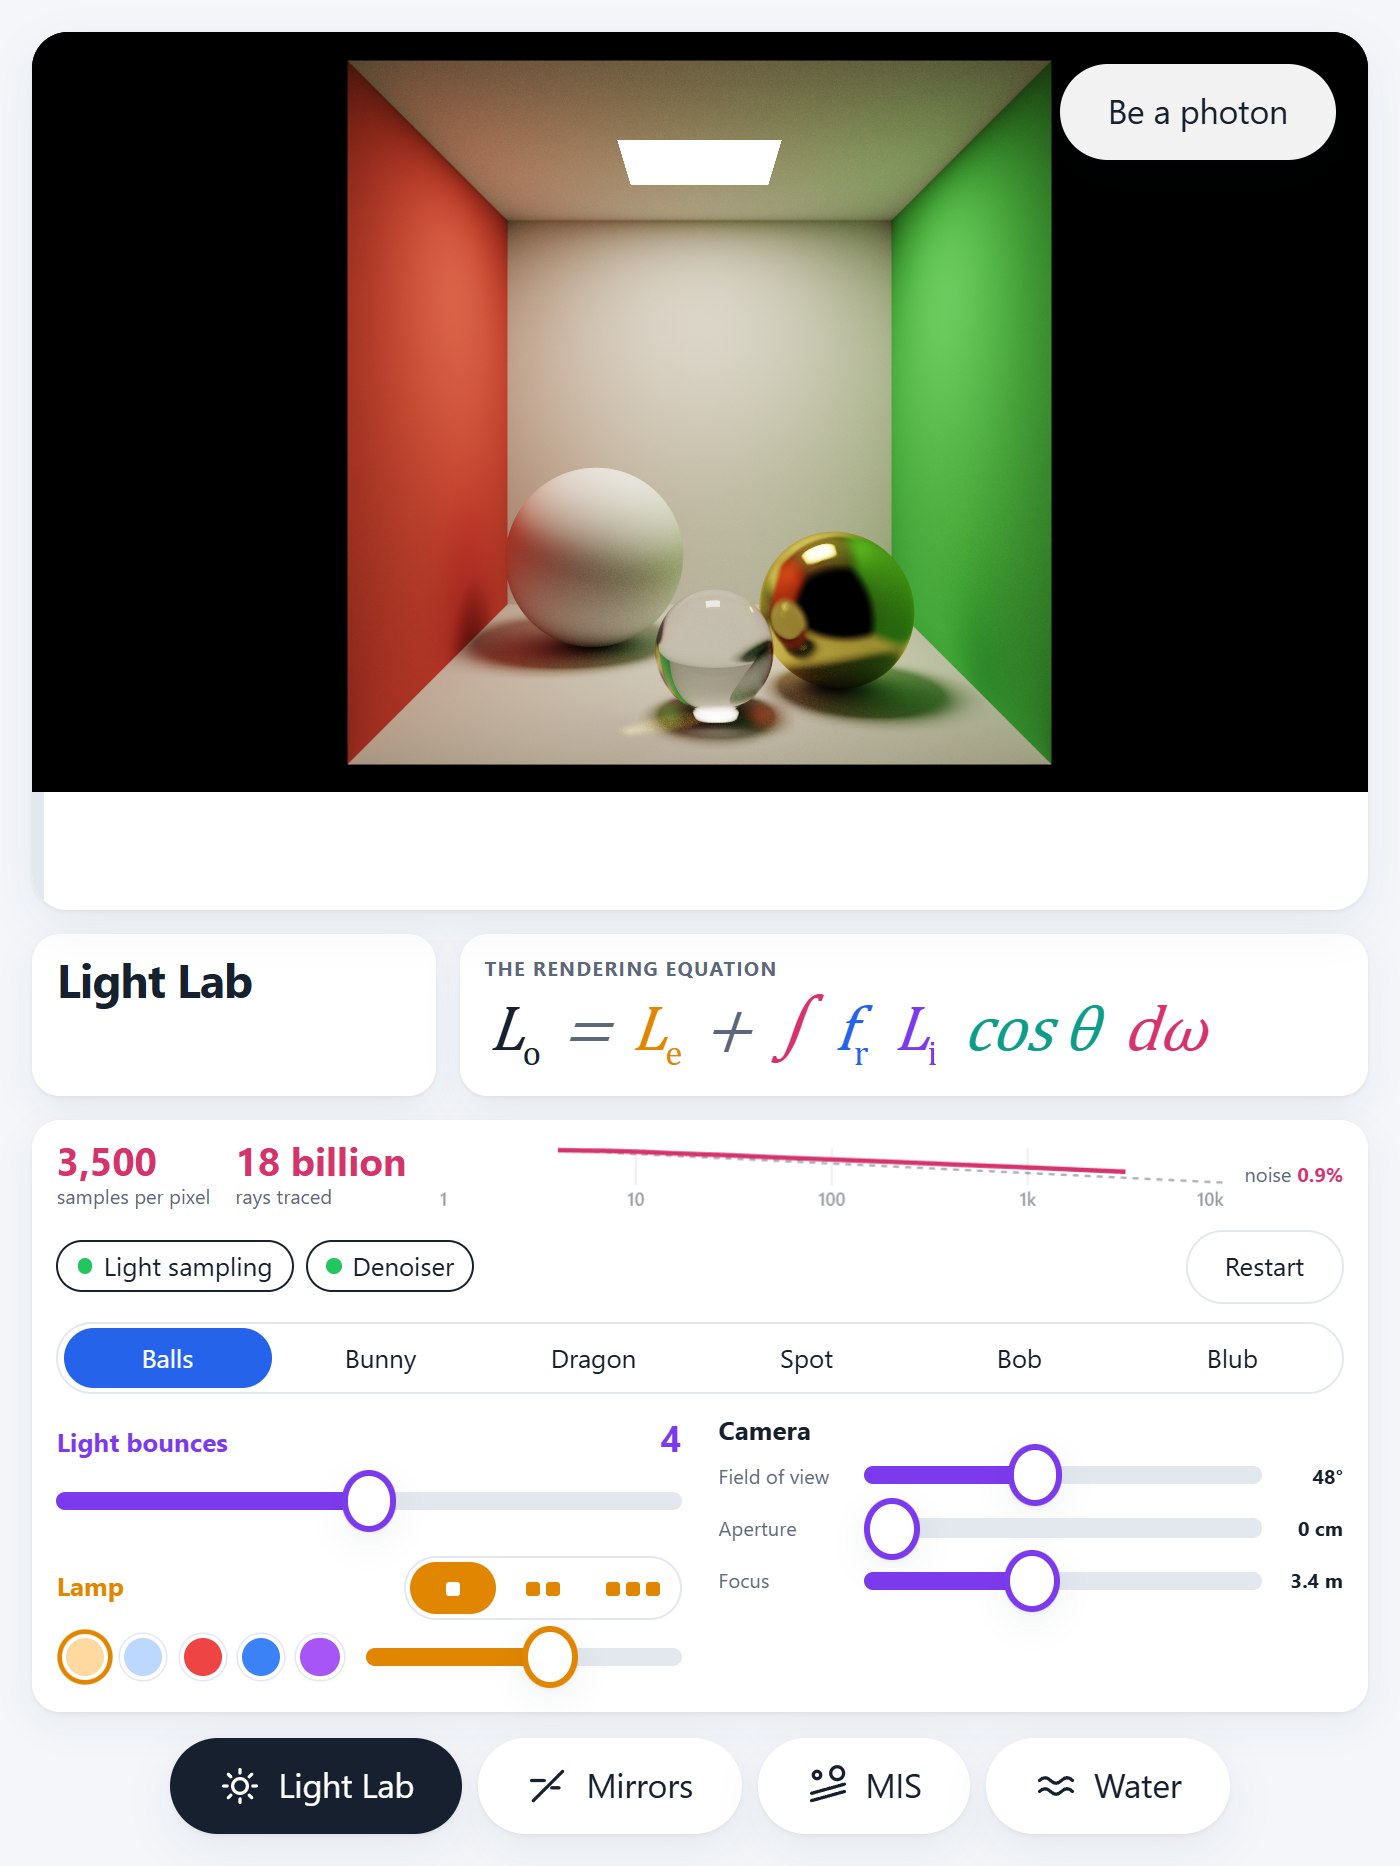 Be a photon
Light Lab
THE RENDERING EQUATION
Lₒ = Lₑ + ∫ fᵣ Lᵢ cos θ dω
3,500
samples per pixel
18 billion
rays traced
1 10 100 1k 10k
noise 0.9%
Light sampling
Denoiser
Restart
Balls Bunny Dragon Spot Bob Blub
Light bounces 4
Lamp
Camera
Field of view 48°
Aperture 0 cm
Focus 3.4 m
Light Lab Mirrors MIS Water